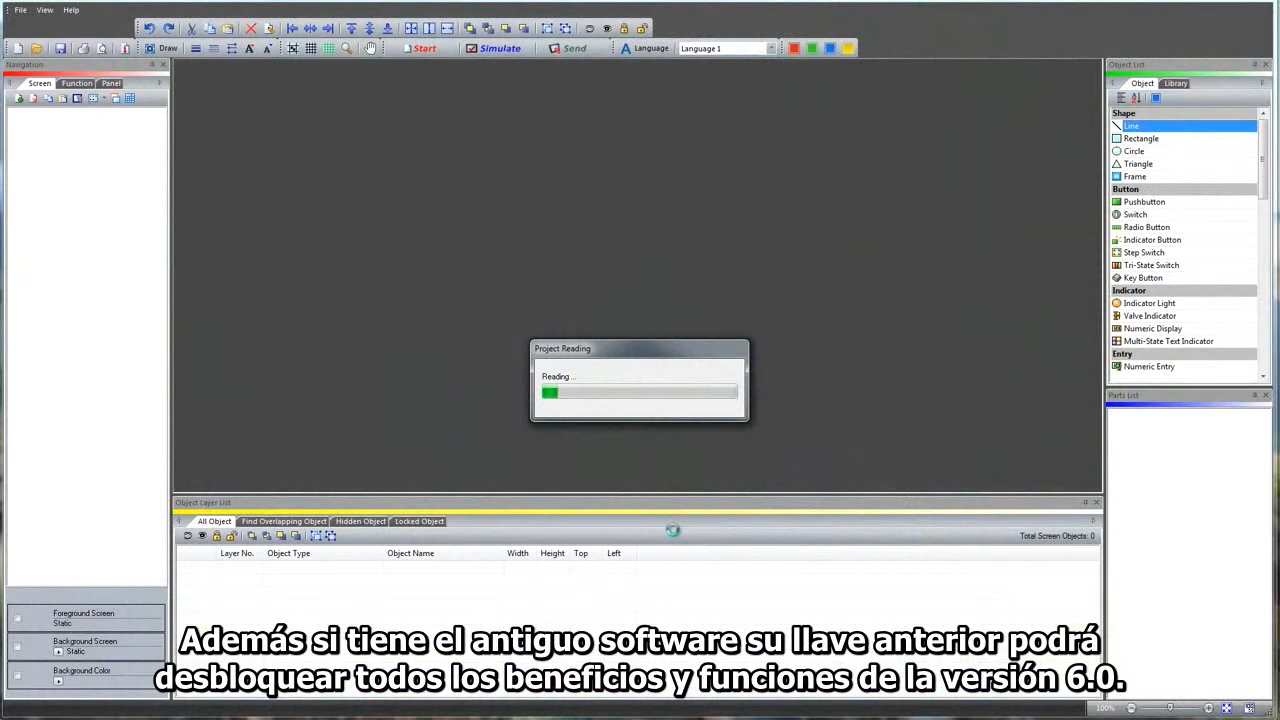 File View Help
Draw Start Simulate Send Language Language 1
Navigation
Screen Function Panel
Object List
Object Library
Shape
Line
Rectangle
Circle
Triangle
Frame
Button
Pushbutton
Switch
Radio Button
Indicator Button
Step Switch
Tri-State Switch
Key Button
Indicator
Indicator Light
Valve Indicator
Numeric Display
Multi-State Text Indicator
Entry
Numeric Entry
Parts List
Project Reading
Reading ...
Object Layer List
All Object Find Overlapping Object Hidden Object Locked Object
Total Screen Objects: 0
Layer No. Object Type Object Name Width Height Top Left
Foreground Screen
Static
Background Screen
Static
Background Color
Además si tiene el antiguo software su llave anterior podrá
desbloquear todos los beneficios y funciones de la versión 6.0.
100%